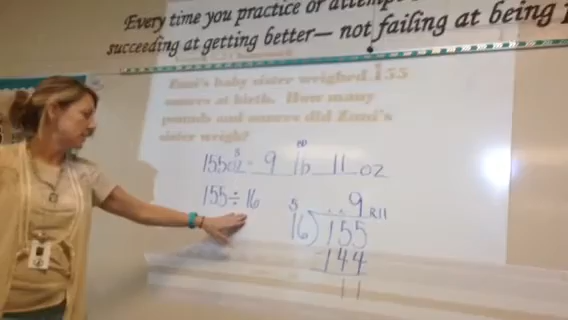 Every time you practice or attempt
succeeding at getting better— not failing at being
Zani's baby sister weighed 155
ounces at birth. How many
pounds and ounces did Zani's
sister weigh?
155oz = 9 lb 11 oz
155 ÷ 16
9 R11
16)155
144
11